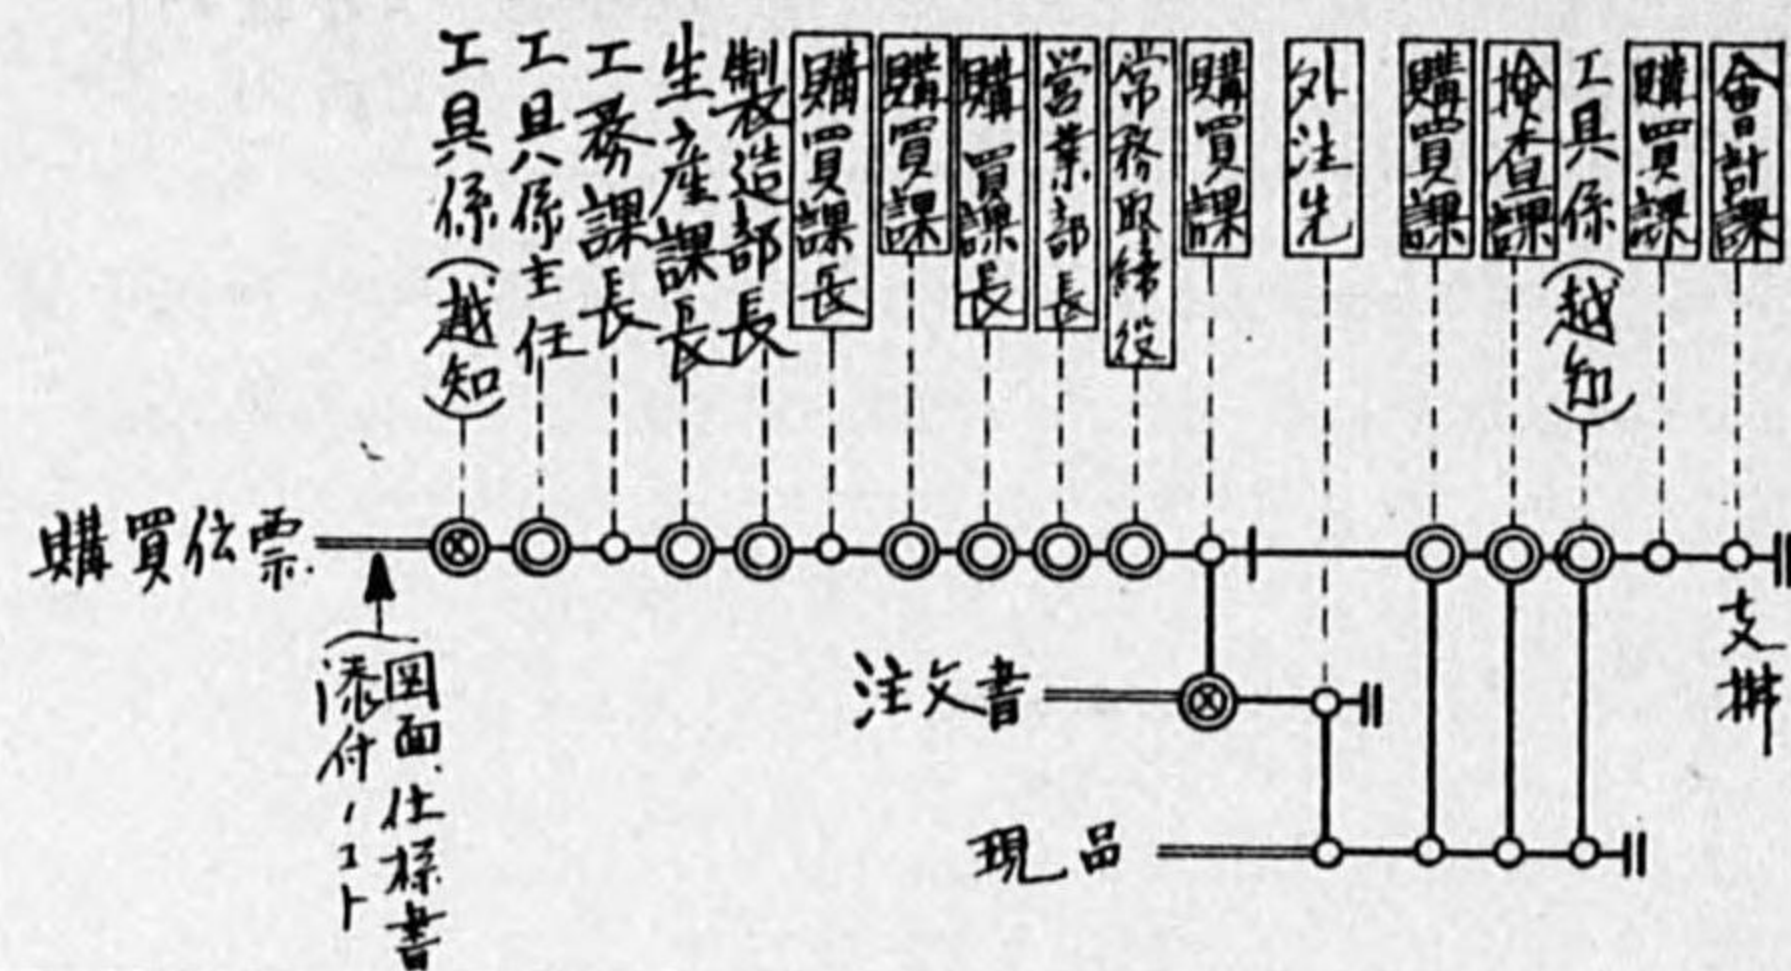 工具係(越知)
工具係主任
工務課長
生産課長
製造部長
購買課長
購買課
購買課長
営業部長
常務取締役
購買課
外注先
購買課
検査課
工具係(越知)
購買課
會計課
購買伝票
図面、仕様書
添付ノコト
注文書
現品
支拂